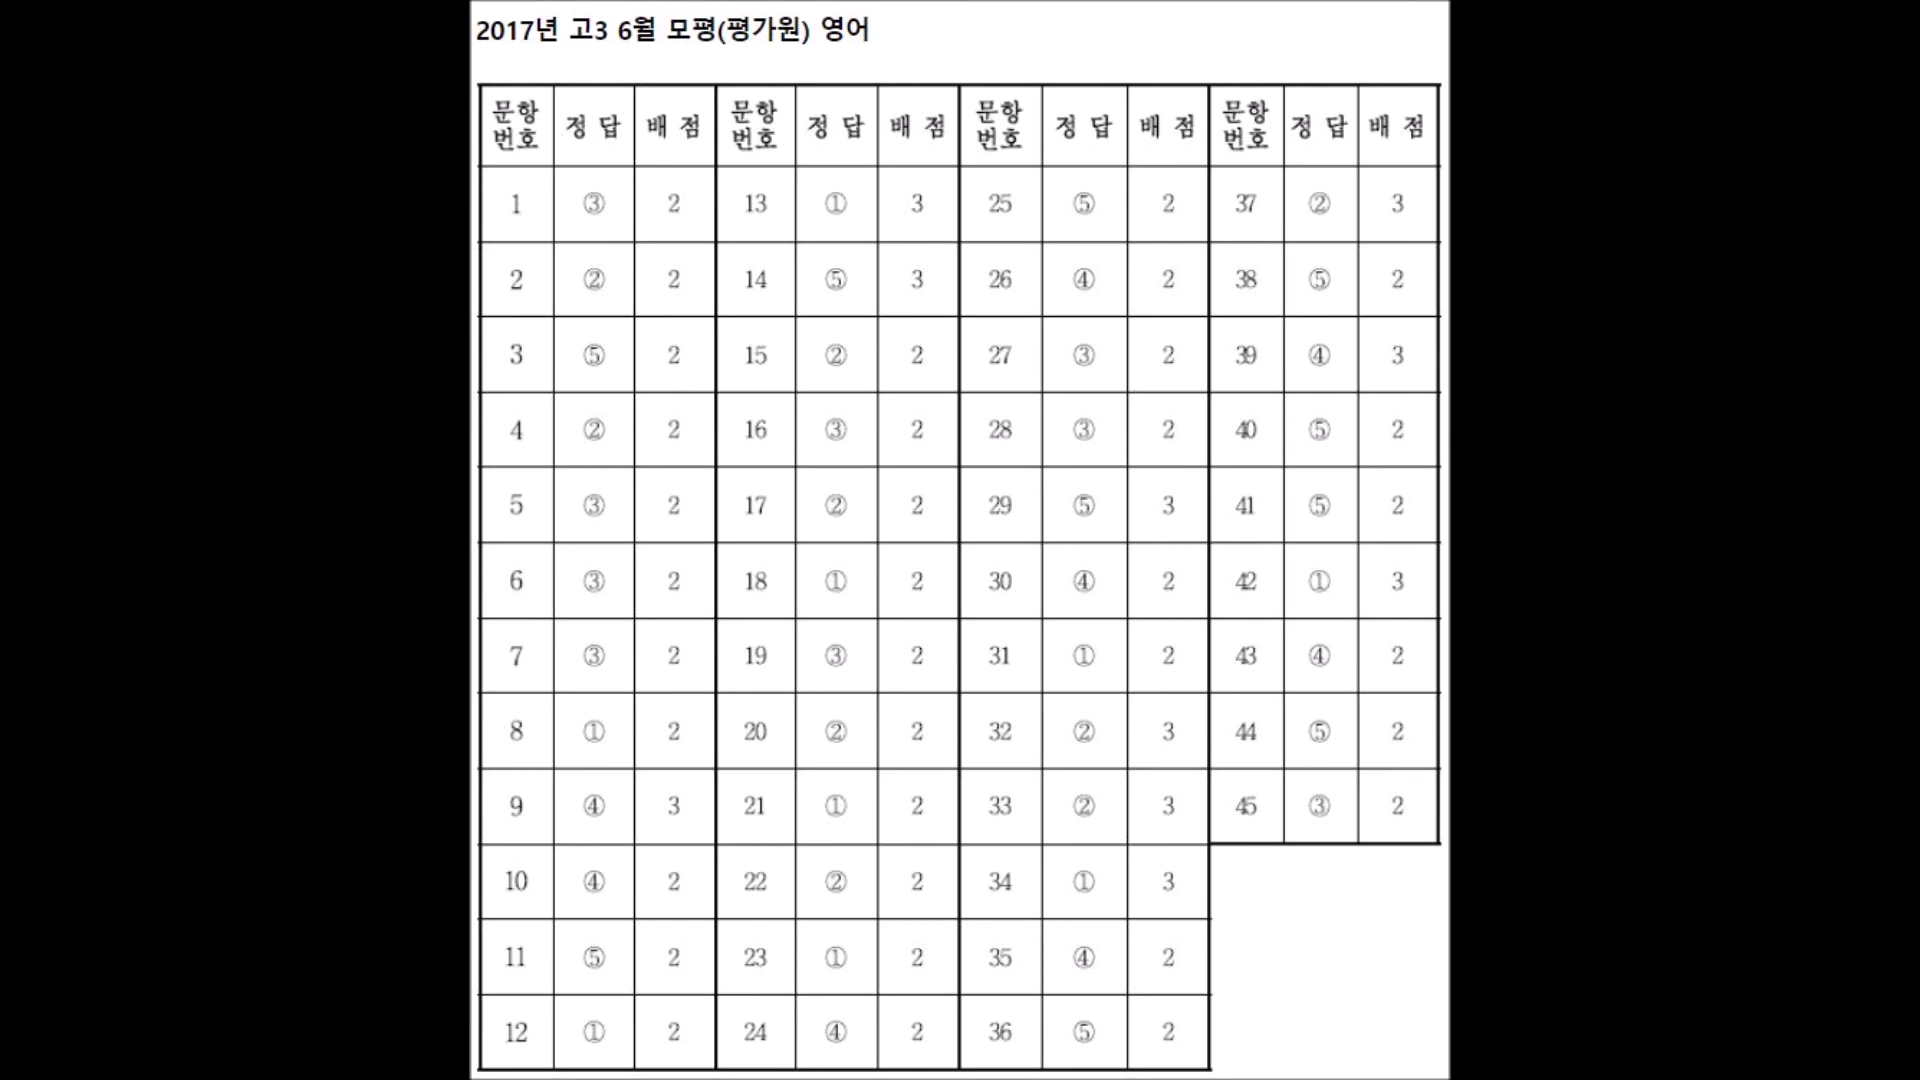 2017년 고3 6월 모평(평가원) 영어
문항 번호 정 답 배 점 문항 번호 정 답 배 점 문항 번호 정 답 배 점 문항 번호 정 답 배 점
1 ③ 2 13 ① 3 25 ⑤ 2 37 ② 3
2 ② 2 14 ⑤ 3 26 ④ 2 38 ⑤ 2
3 ⑤ 2 15 ② 2 27 ③ 2 39 ④ 3
4 ② 2 16 ③ 2 28 ③ 2 40 ⑤ 2
5 ③ 2 17 ② 2 29 ⑤ 3 41 ⑤ 2
6 ③ 2 18 ① 2 30 ④ 2 42 ① 3
7 ③ 2 19 ③ 2 31 ① 2 43 ④ 2
8 ① 2 20 ② 2 32 ② 3 44 ⑤ 2
9 ④ 3 21 ① 2 33 ② 3 45 ③ 2
10 ④ 2 22 ② 2 34 ① 3
11 ⑤ 2 23 ① 2 35 ④ 2
12 ① 2 24 ④ 2 36 ⑤ 2